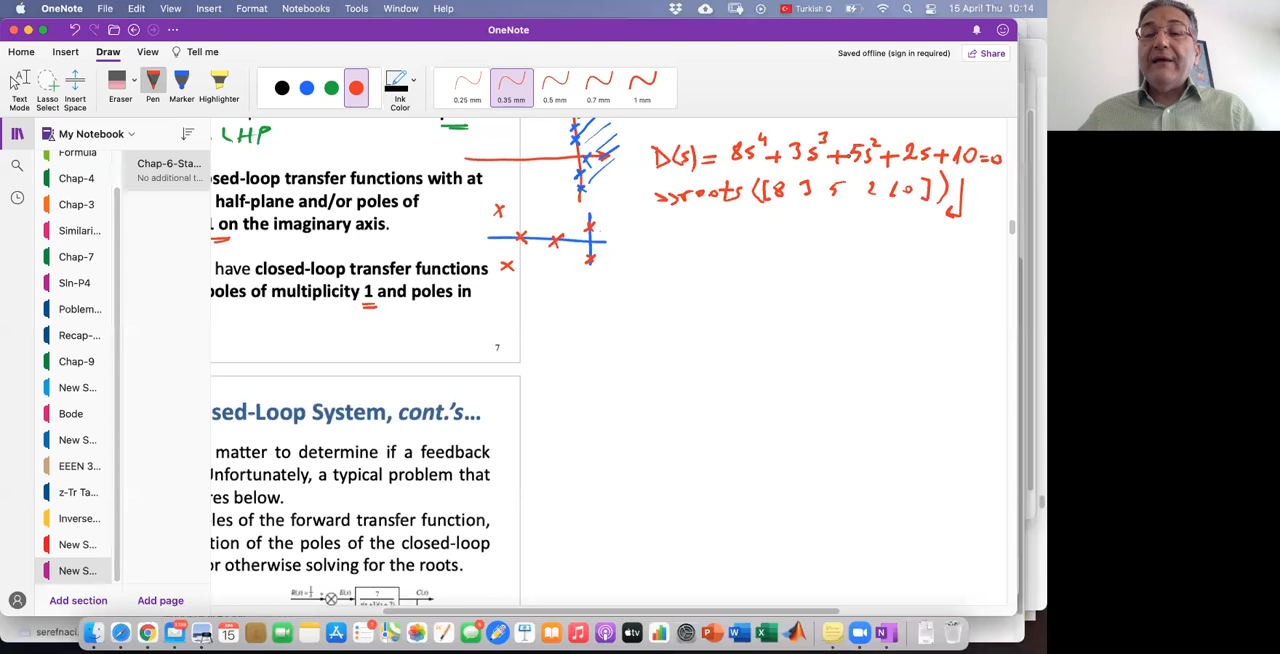 OneNote Edit View Insert Format Notebooks Tools Window Help
Turkish Q
15 April Thu 10:14
OneNote
Home Insert Draw View Tell me
Saved offline (sign in required)
Share
Text Mode
Lasso Select
Insert Space
Eraser
Pen
Marker
Highlighter
Ink Color
0.25 mm
0.35 mm
0.5 mm
0.7 mm
1 mm
My Notebook
Formula
Chap-4
Chap-3
Similari...
Chap-7
Sln-P4
Poblem...
Recap-...
Chap-9
New S...
Bode
New S...
EEEN 3...
z-Tr Ta...
Inverse...
New S...
New S...
Add section
Add page
Chap-6-Sta...
No additional t...
LHP
osed-loop transfer functions with at
half-plane and/or poles of
1 on the imaginary axis.
have closed-loop transfer functions
poles of multiplicity 1 and poles in
7
D(s) = 8s⁴ + 3s³ + 5s² + 2s + 10 = 0
>>roots ([8 3 5 2 10])
sed-Loop System, cont.'s...
matter to determine if a feedback
Unfortunately, a typical problem that
res below.
les of the forward transfer function,
tion of the poles of the closed-loop
or otherwise solving for the roots.
serefnaci.